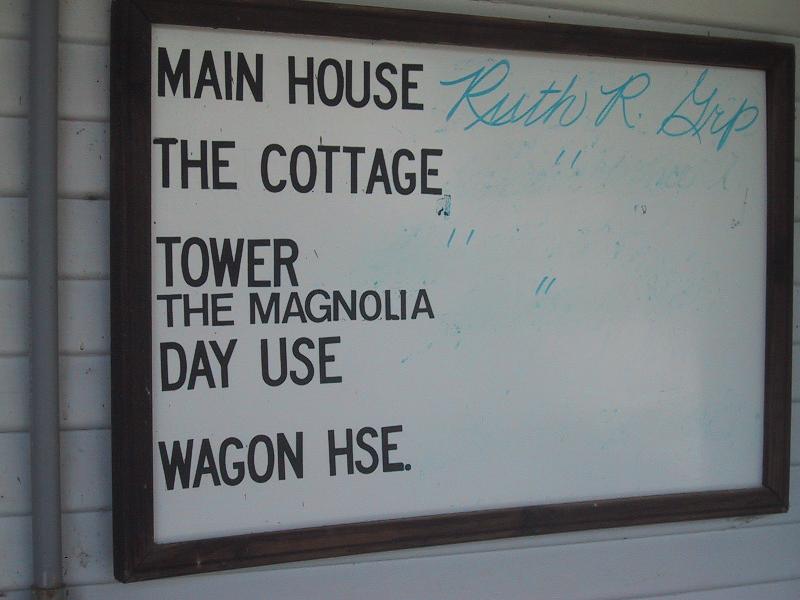 MAIN HOUSE Ruth R. Grp
THE COTTAGE "
TOWER "
THE MAGNOLIA "
DAY USE
WAGON HSE.